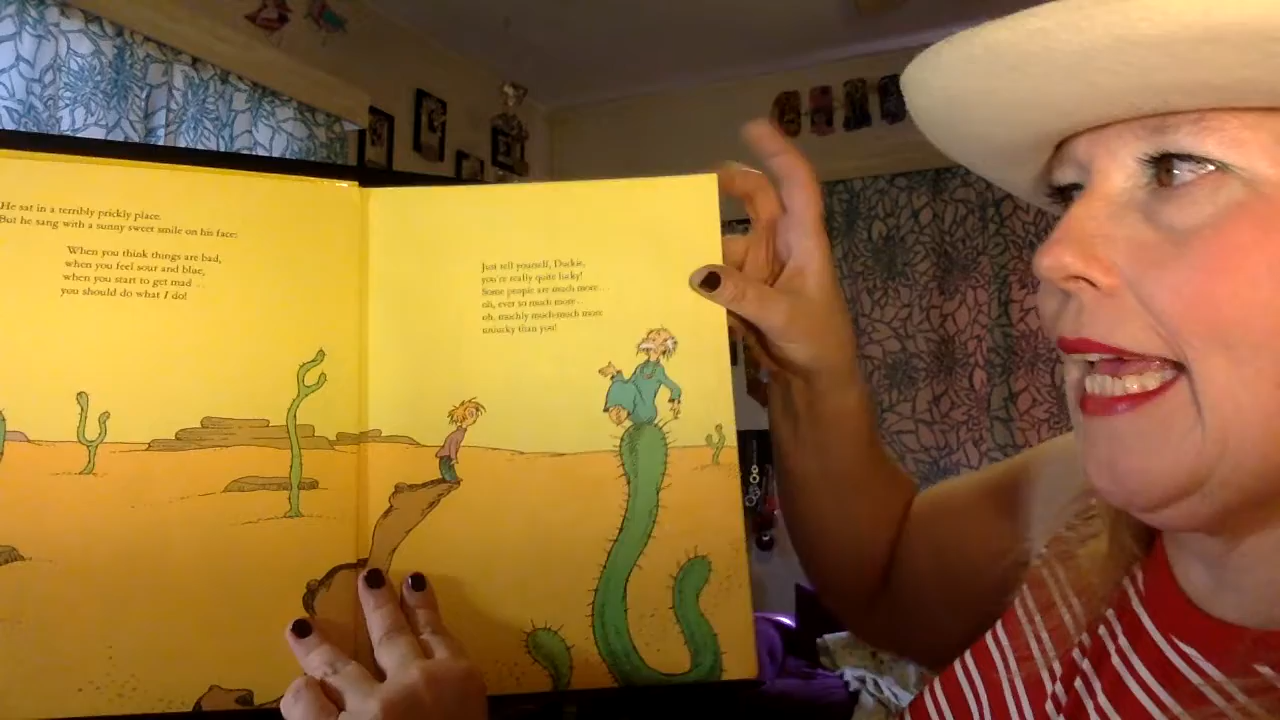 He sat in a terribly prickly place.
But he sang with a sunny sweet smile on his face:
When you think things are bad,
when you feel sour and blue,
when you start to get mad...
you should do what I do!
Just tell yourself, Duckie,
you're really quite lucky!
Some people are much more...
oh, ever so much more...
oh, muchly much-much more
unlucky than you!